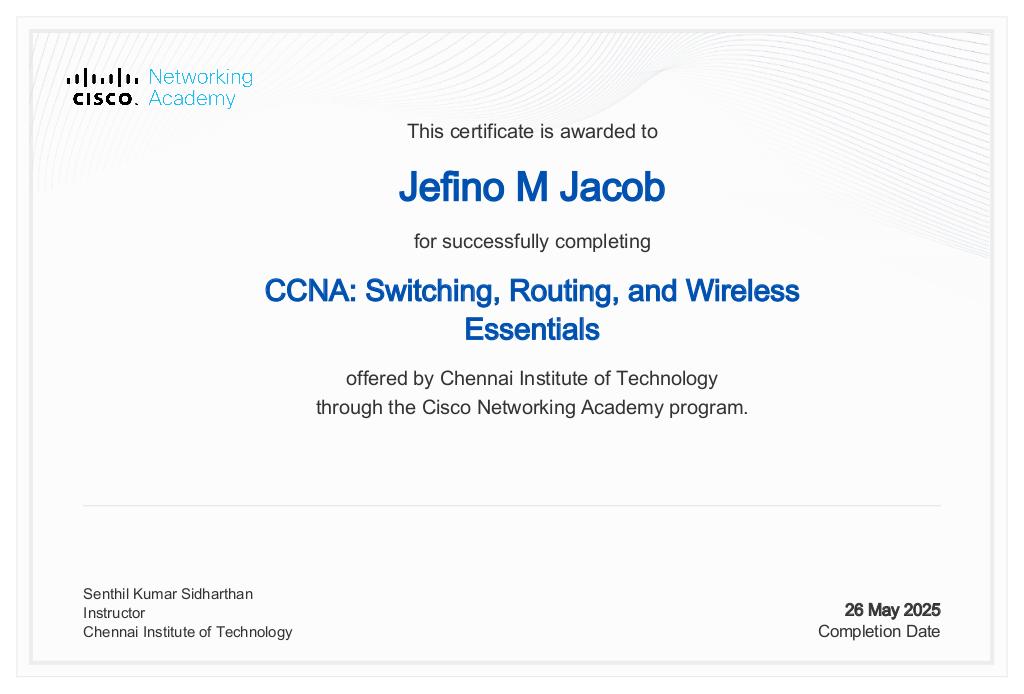 Networking
CISCO. Academy
This certificate is awarded to
Jefino M Jacob
for successfully completing
CCNA: Switching, Routing, and Wireless
Essentials
offered by Chennai Institute of Technology
through the Cisco Networking Academy program.
Senthil Kumar Sidharthan
Instructor
Chennai Institute of Technology
26 May 2025
Completion Date